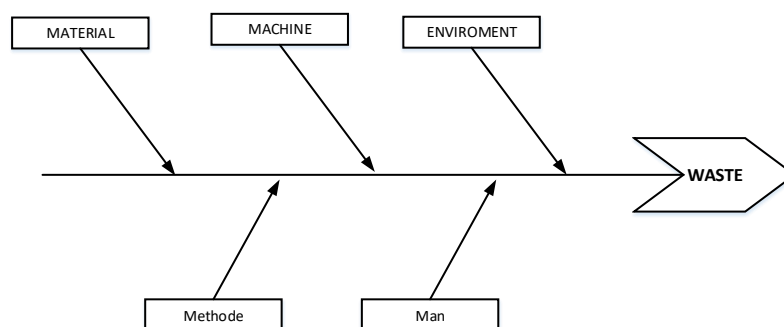 MATERIAL
MACHINE
ENVIROMENT
WASTE
Methode
Man